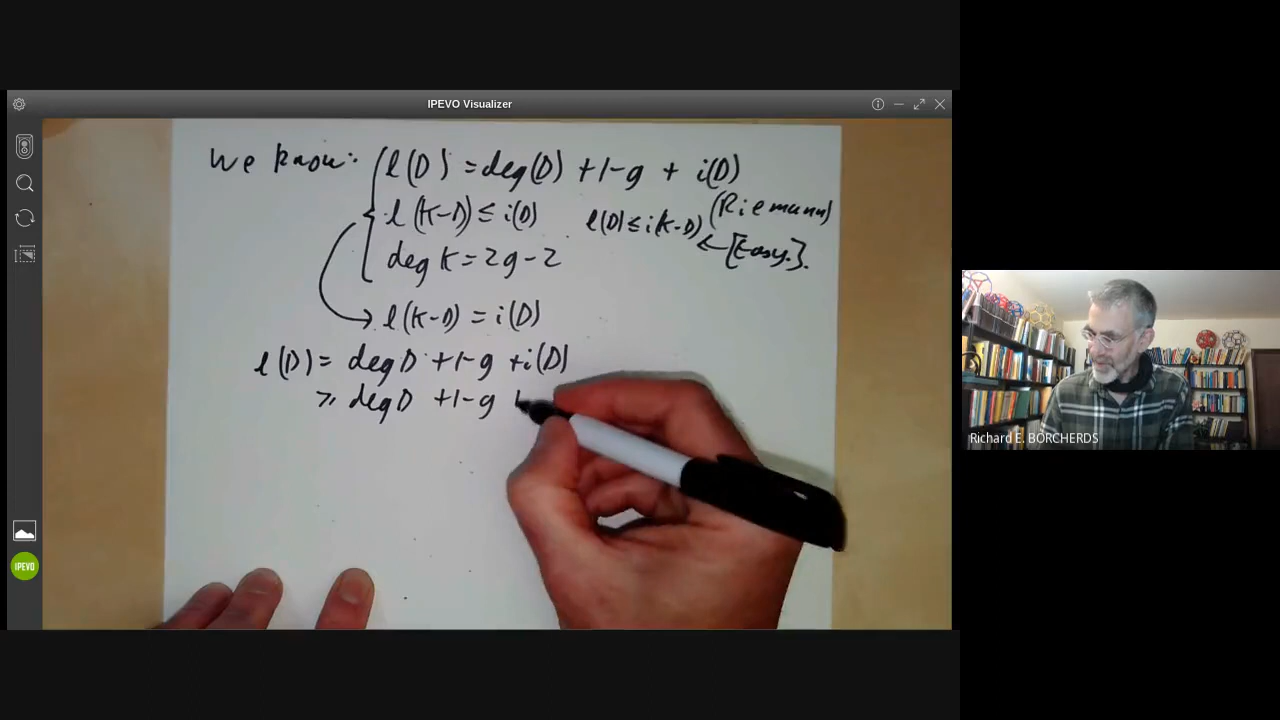 IPEVO Visualizer
We know: l(D) = deg(D) + 1 - g + i(D)
(Riemann)
l(K-D) ≤ i(D) l(D) ≤ i(K-D)
← [Easy.].
deg K = 2g - 2
→ l(K-D) = i(D)
l(D) = deg D + 1 - g + i(D)
≥ deg D + 1 - g
Richard E. BORCHERDS
IPEVO